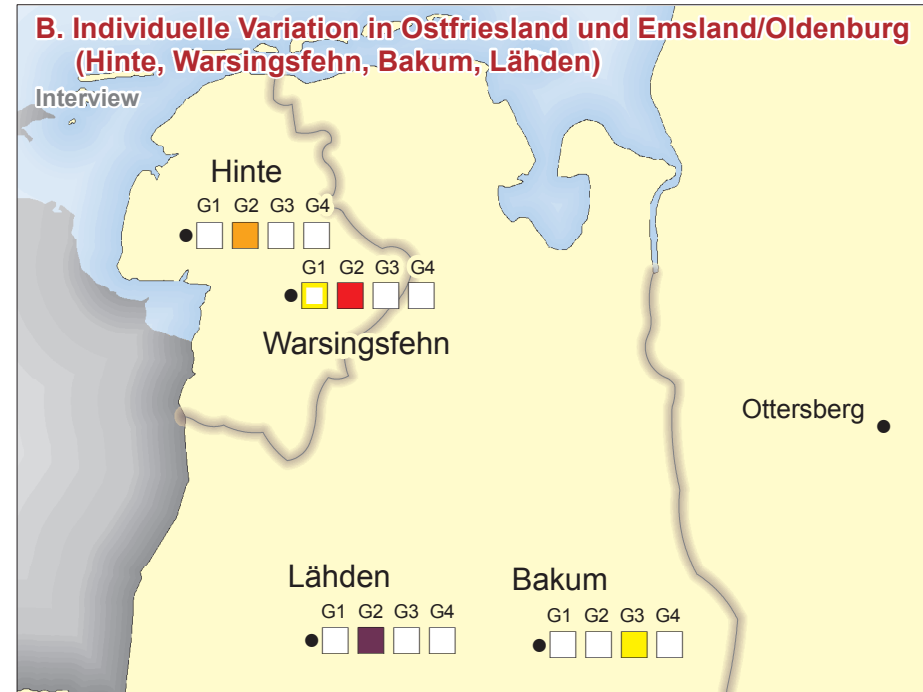 B. Individuelle Variation in Ostfriesland und Emsland/Oldenburg
(Hinte, Warsingsfehn, Bakum, Lähden)
Interview
Hinte
G1 G2 G3 G4
G1 G2 G3 G4
Warsingsfehn
Ottersberg
Lähden
G1 G2 G3 G4
Bakum
G1 G2 G3 G4